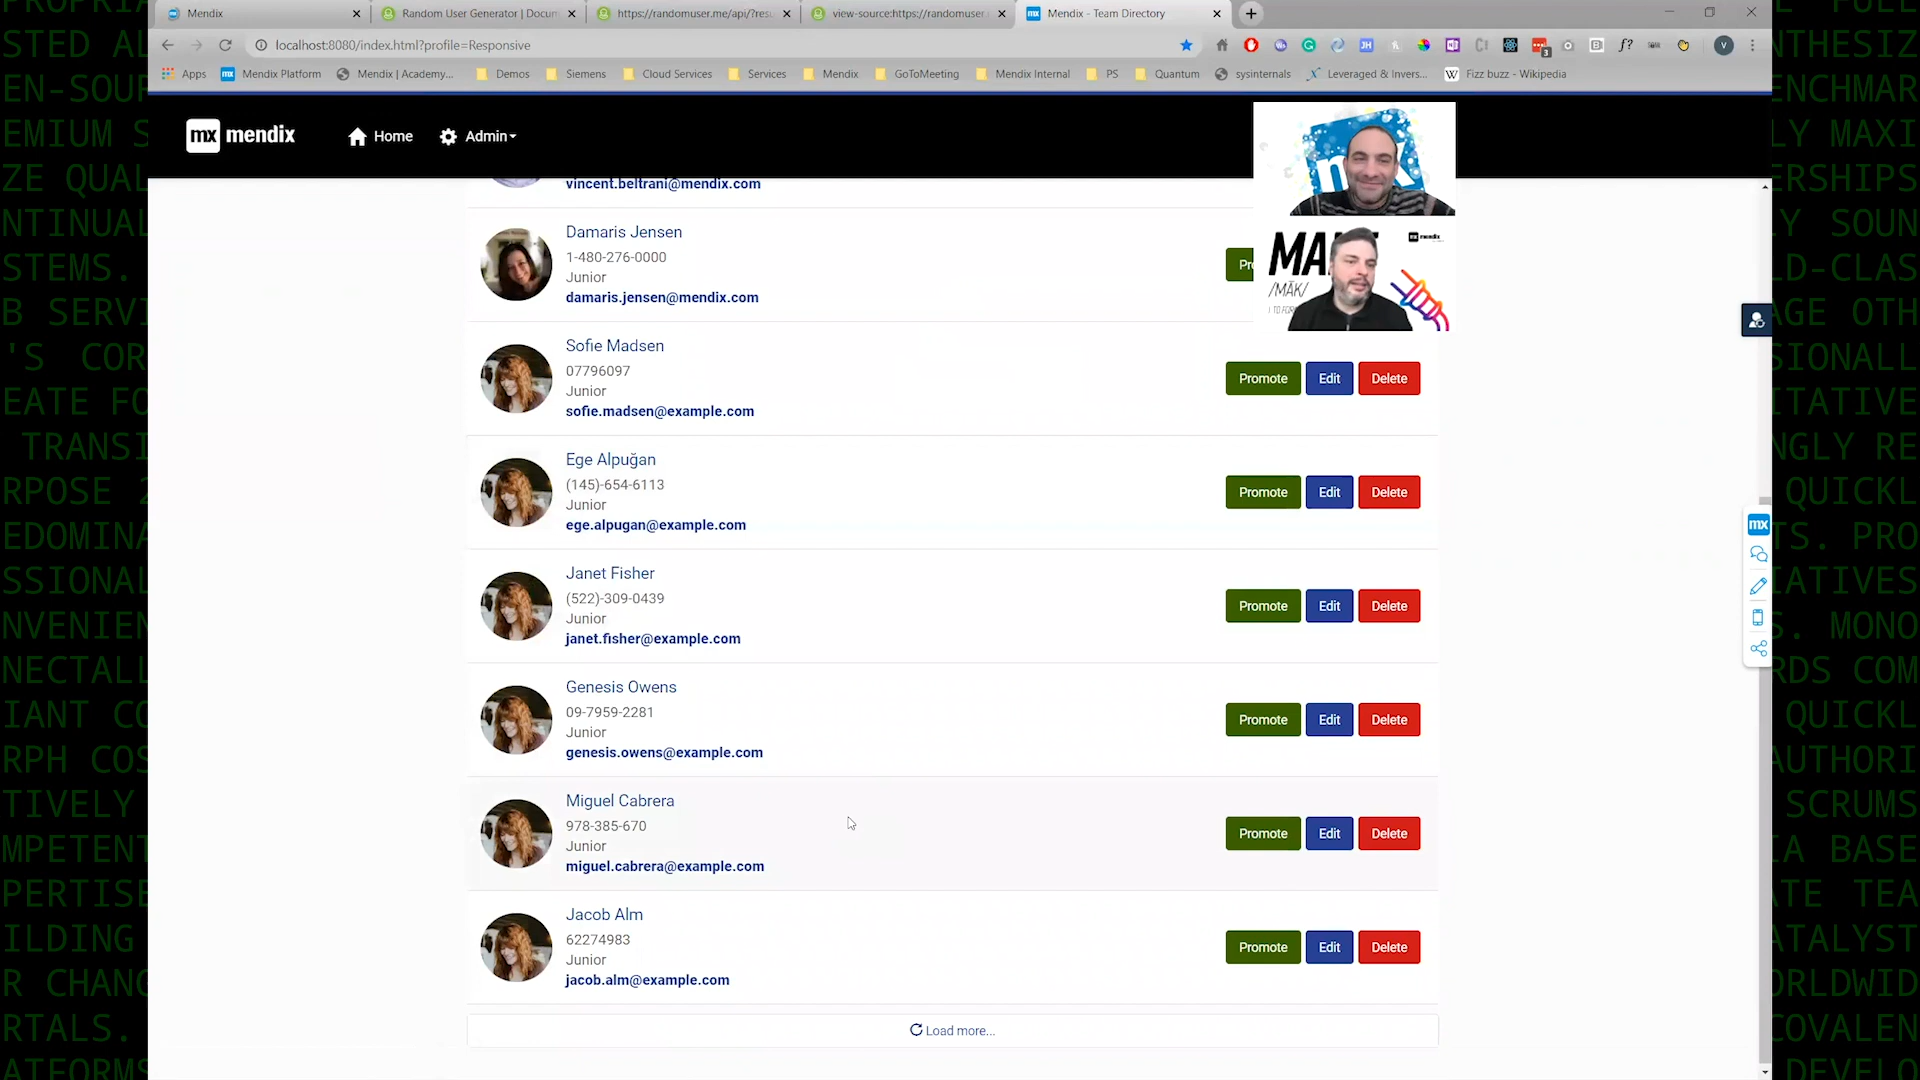 Mendix
Random User Generator | Docum
https://randomuser.me/api/?resu
view-source:https://randomuser.
Mendix - Team Directory
localhost:8080/index.html?profile=Responsive
Apps
Mendix Platform
Mendix | Academy...
Demos
Siemens
Cloud Services
Services
Mendix
GoToMeeting
Mendix Internal
PS
Quantum
sysinternals
Leveraged & Invers...
Fizz buzz - Wikipedia
mx mendix
Home
Admin
vincent.beltrani@mendix.com
Damaris Jensen
1-480-276-0000
Junior
damaris.jensen@mendix.com
Pro
/MĀK/
mx mendix
Sofie Madsen
07796097
Junior
sofie.madsen@example.com
Promote Edit Delete
Ege Alpuğan
(145)-654-6113
Junior
ege.alpugan@example.com
Promote Edit Delete
Janet Fisher
(522)-309-0439
Junior
janet.fisher@example.com
Promote Edit Delete
Genesis Owens
09-7959-2281
Junior
genesis.owens@example.com
Promote Edit Delete
Miguel Cabrera
978-385-670
Junior
miguel.cabrera@example.com
Promote Edit Delete
Jacob Alm
62274983
Junior
jacob.alm@example.com
Promote Edit Delete
Load more...
mx